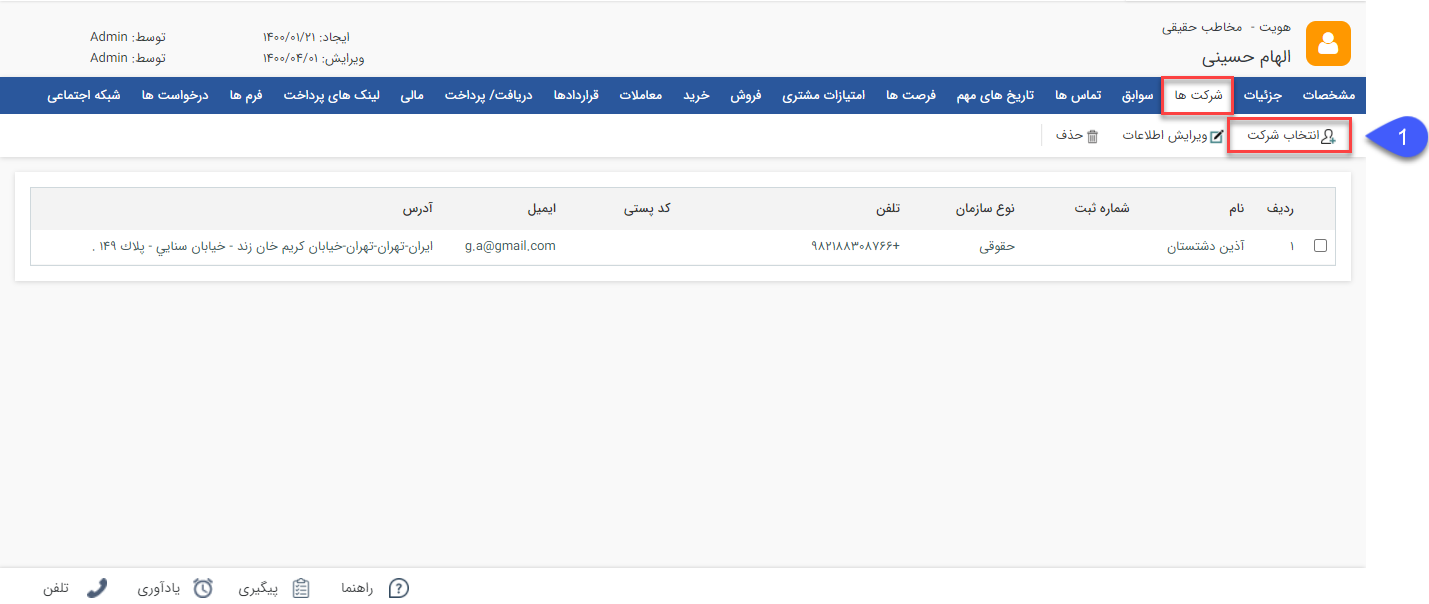 هویت - مخاطب حقیقی
الهام حسینی
ایجاد: ۱۴۰۰/۰۱/۲۱ توسط: Admin
ویرایش: ۱۴۰۰/۰۴/۰۱ توسط: Admin
مشخصات جزئیات شرکت ها سوابق تماس ها تاریخ های مهم فرصت ها امتیازات مشتری فروش خرید معاملات قراردادها دریافت/ پرداخت مالی لینک های پرداخت فرم ها درخواست ها شبکه اجتماعی
انتخاب شرکت ویرایش اطلاعات حذف
1
ردیف نام شماره ثبت نوع سازمان تلفن کد پستی ایمیل آدرس
۱ آذین دشتستان حقوقی +۹۸۲۱۸۸۳۰۸۷۶۶ g.a@gmail.com ایران-تهران-تهران-خیابان کریم خان زند - خیابان سنايي - پلاك ۱۴۹ .
راهنما پیگیری یادآوری تلفن